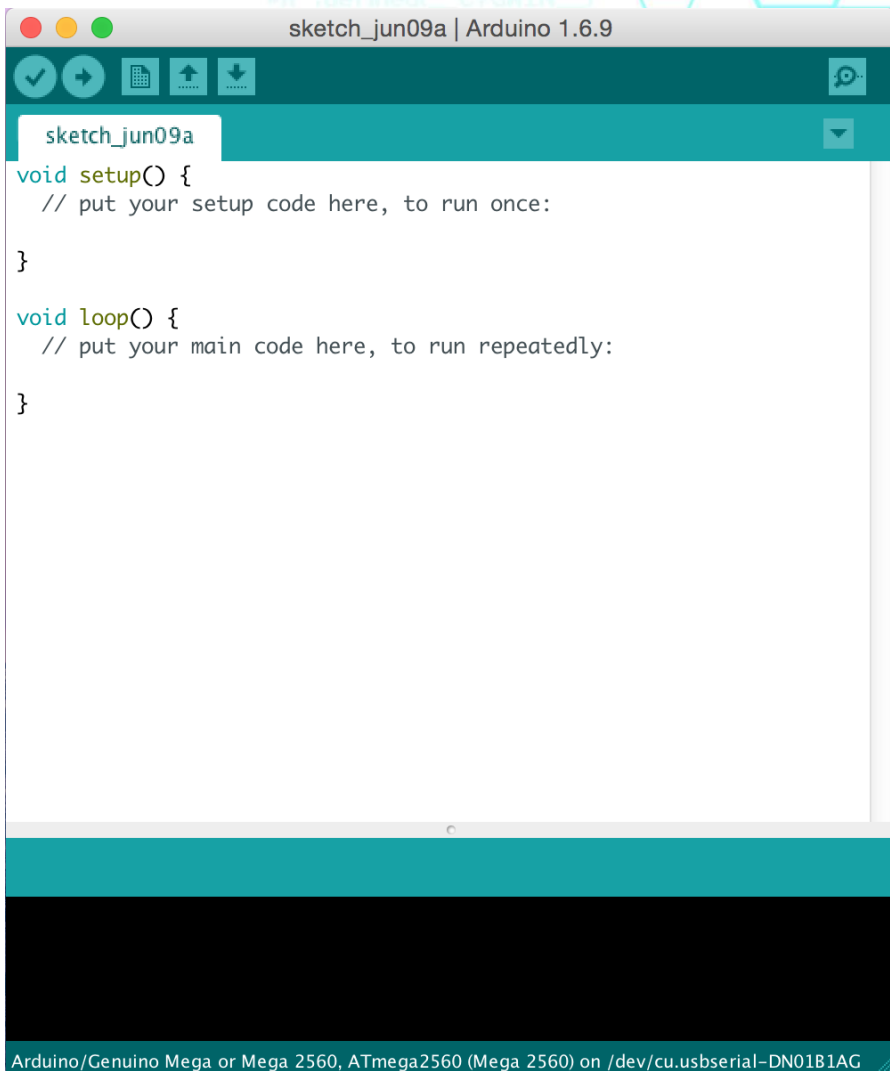 sketch_jun09a | Arduino 1.6.9
sketch_jun09a
void setup() {
  // put your setup code here, to run once:
}
void loop() {
  // put your main code here, to run repeatedly:
}
Arduino/Genuino Mega or Mega 2560, ATmega2560 (Mega 2560) on /dev/cu.usbserial-DN01B1AG